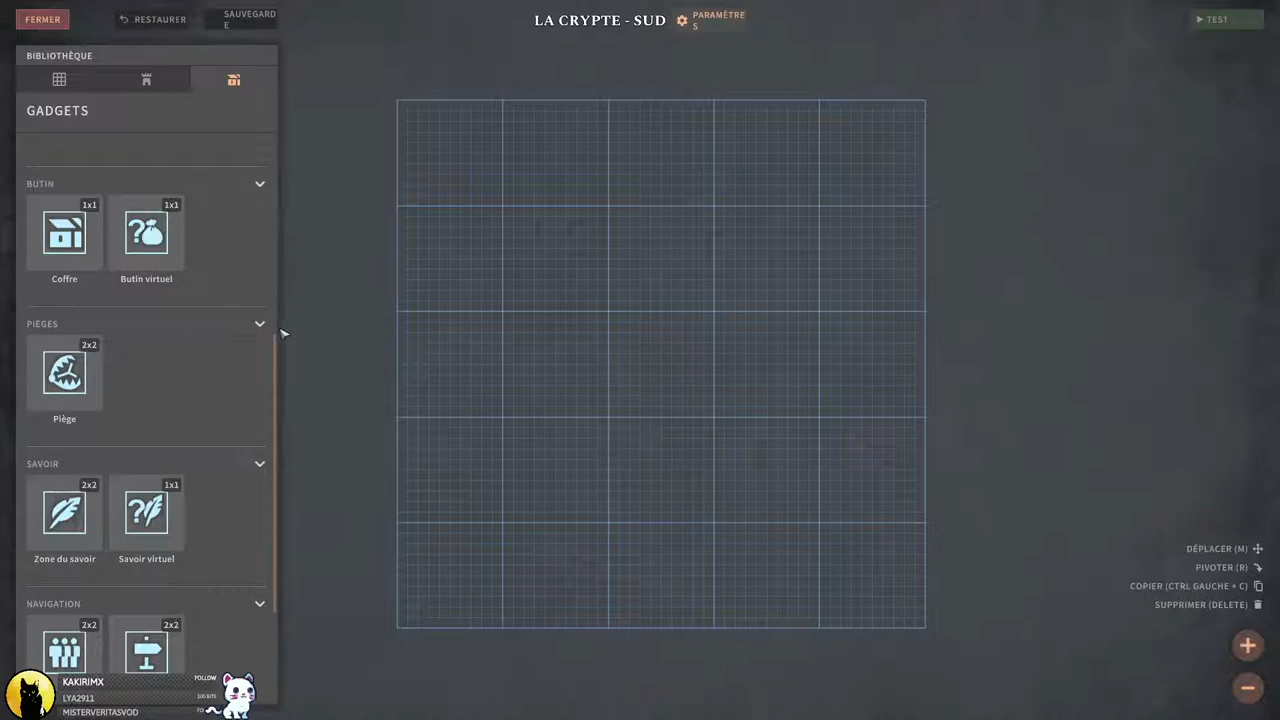 FERMER
RESTAURER
SAUVEGARD
E
LA CRYPTE - SUD
PARAMÈTRE
S
TEST
BIBLIOTHÈQUE
GADGETS
BUTIN
1x1
1x1
Coffre
Butin virtuel
PIÈGES
2x2
Piège
SAVOIR
2x2
1x1
Zone du savoir
Savoir virtuel
NAVIGATION
2x2
2x2
DÉPLACER (M)
PIVOTER (R)
COPIER (CTRL GAUCHE + C)
SUPPRIMER (DELETE)
KAKIRIMX
FOLLOW
LYA2911
100 BITS
MISTERVERITASVOD